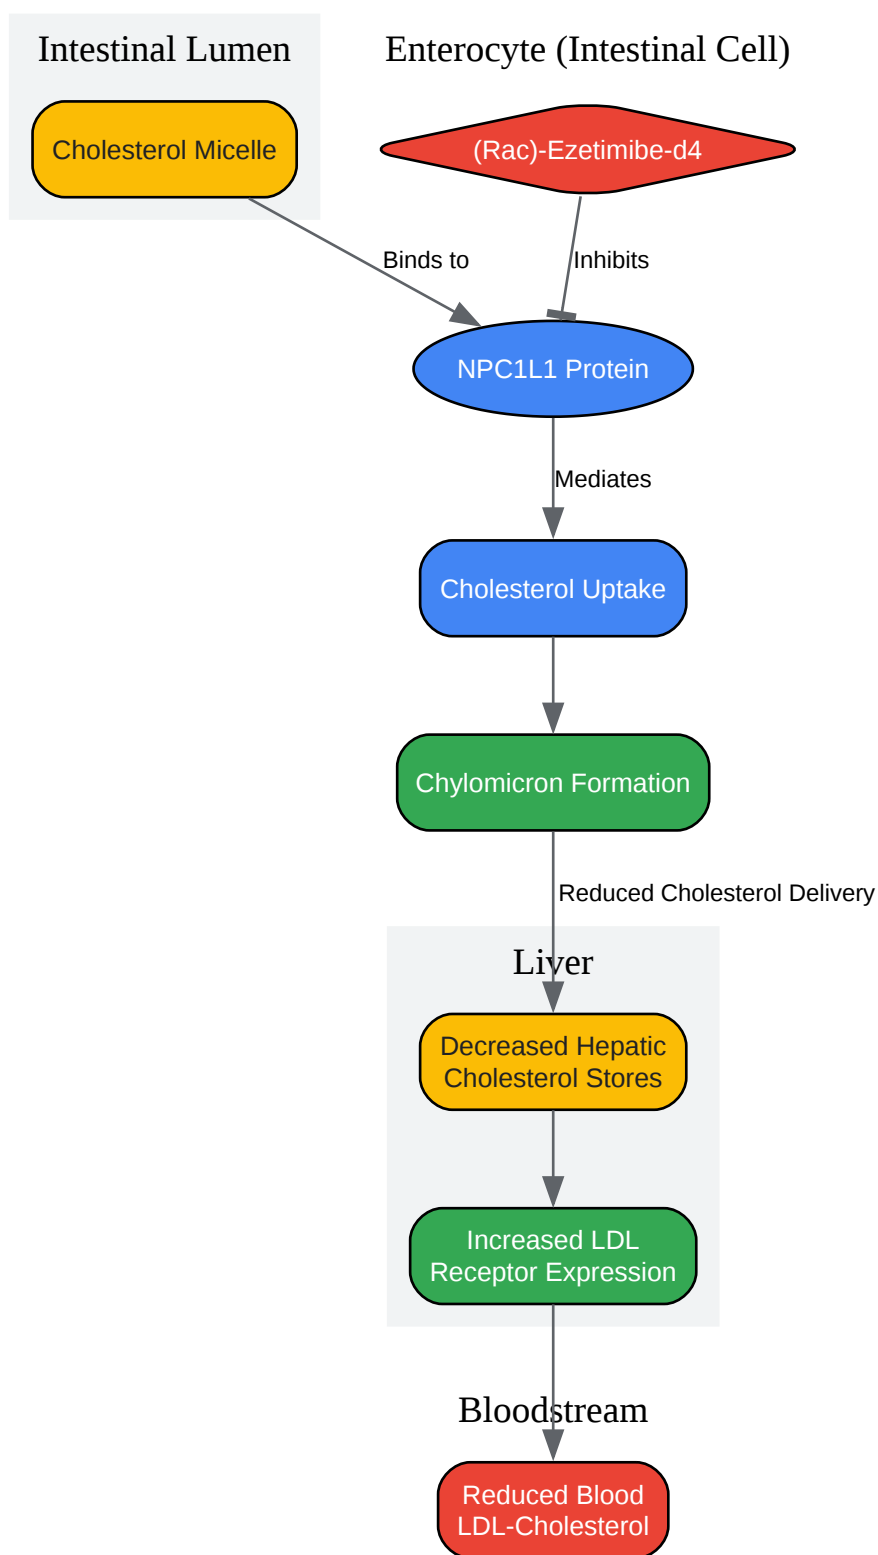 Intestinal Lumen
Enterocyte (Intestinal Cell)
Cholesterol Micelle
(Rac)-Ezetimibe-d4
Binds to
Inhibits
NPC1L1 Protein
Mediates
Cholesterol Uptake
Chylomicron Formation
Reduced Cholesterol Delivery
Liver
Decreased Hepatic
Cholesterol Stores
Increased LDL
Receptor Expression
Bloodstream
Reduced Blood
LDL-Cholesterol